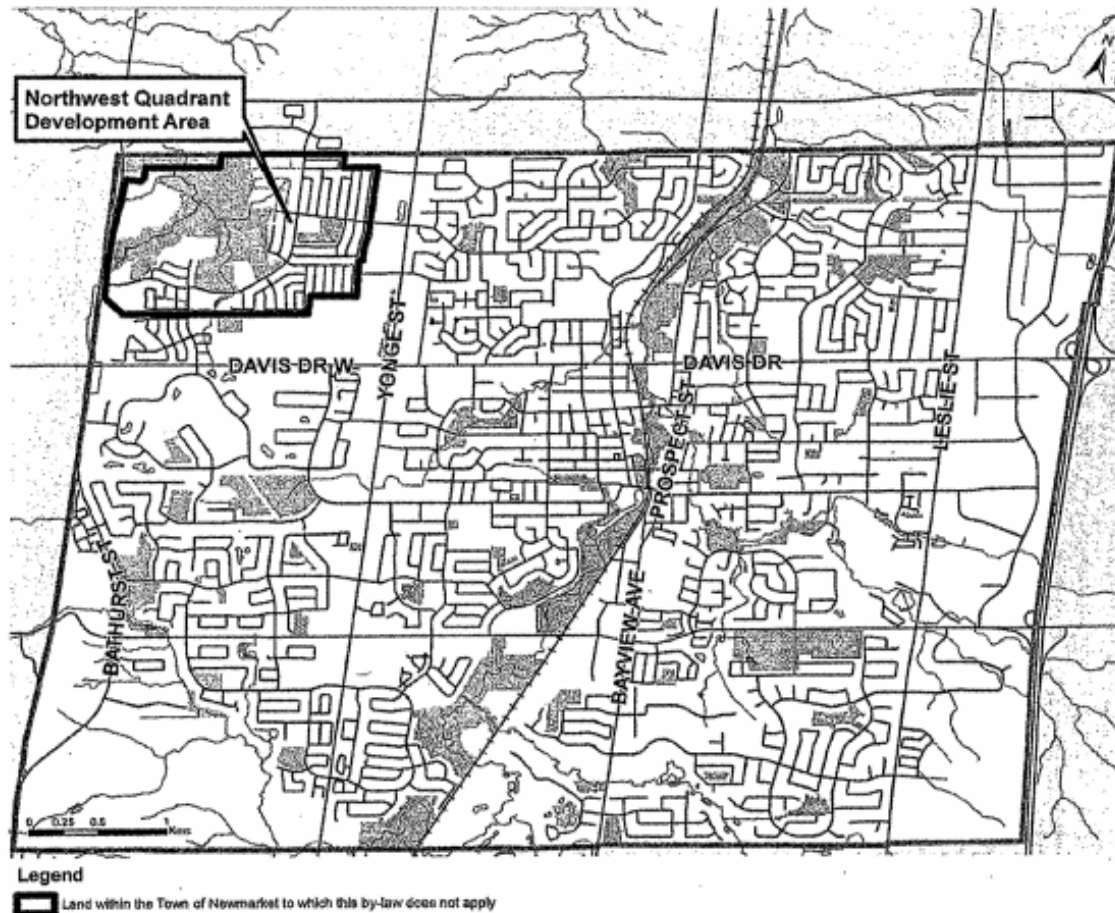 N
Northwest Quadrant
Development Area
YONGE ST
DAVIS DR W
DAVIS DR
PROSPECT ST
LESLIE ST
BATHURST ST
BAYVIEW AVE
0 0.25 0.5 1
Kms
Legend
Land within the Town of Newmarket to which this by-law does not apply